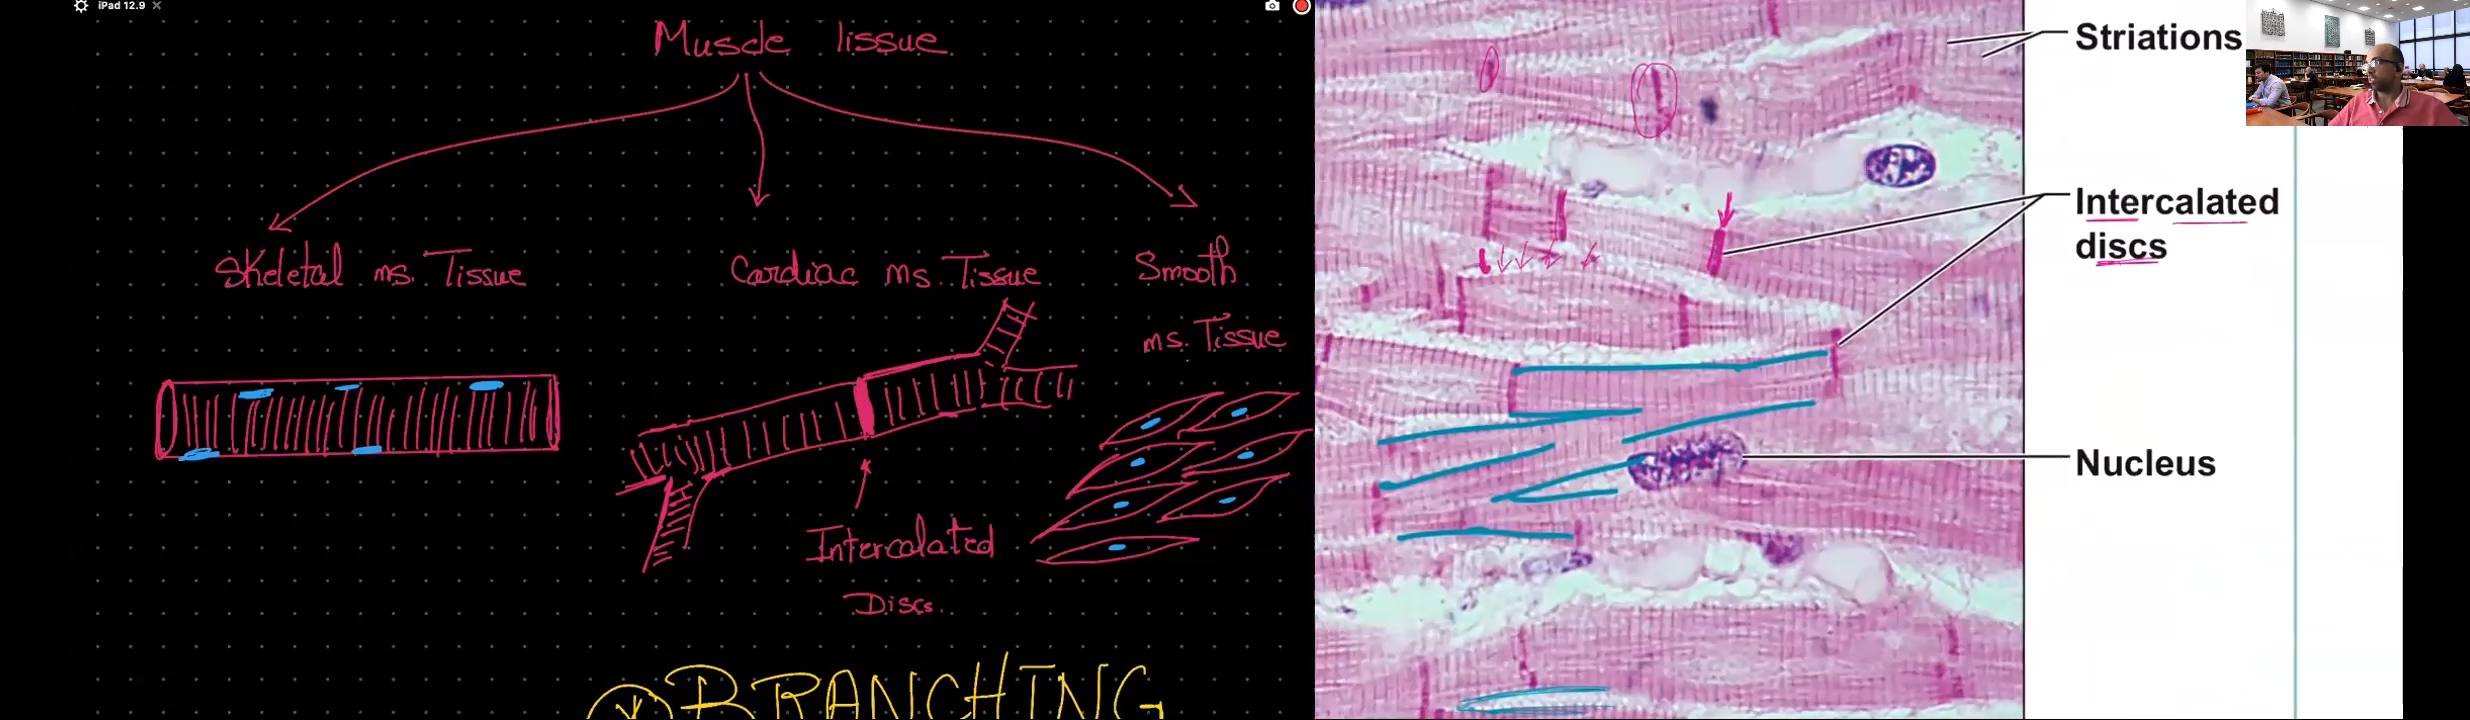 iPad 12.9
Muscle Tissue
Skeletal ms. Tissue
Cardiac ms. Tissue
Smooth
ms. Tissue
Intercalated
Discs.
BRANCHING
Striations
Intercalated
discs
Nucleus